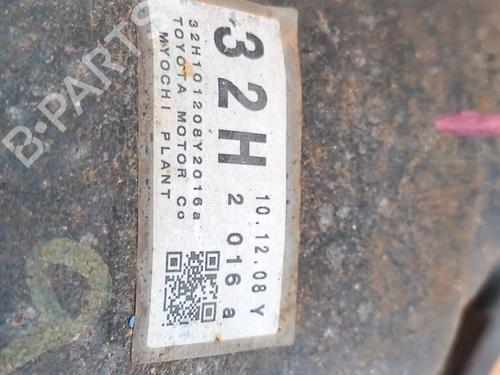 32H
10.12.08 Y
2 016 a
32H101208Y2016a
TOYOTA MOTOR Co
MYOCHI PLANT
B-PARTS